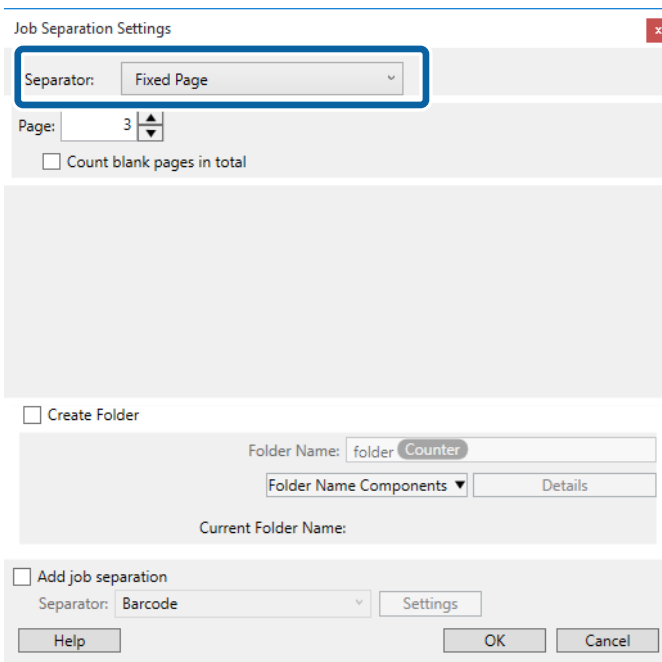 Job Separation Settings
x
Separator: Fixed Page
Page: 3
Count blank pages in total
Create Folder
Folder Name: folder Counter
Folder Name Components ▼ Details
Current Folder Name:
Add job separation
Separator: Barcode Settings
Help OK Cancel